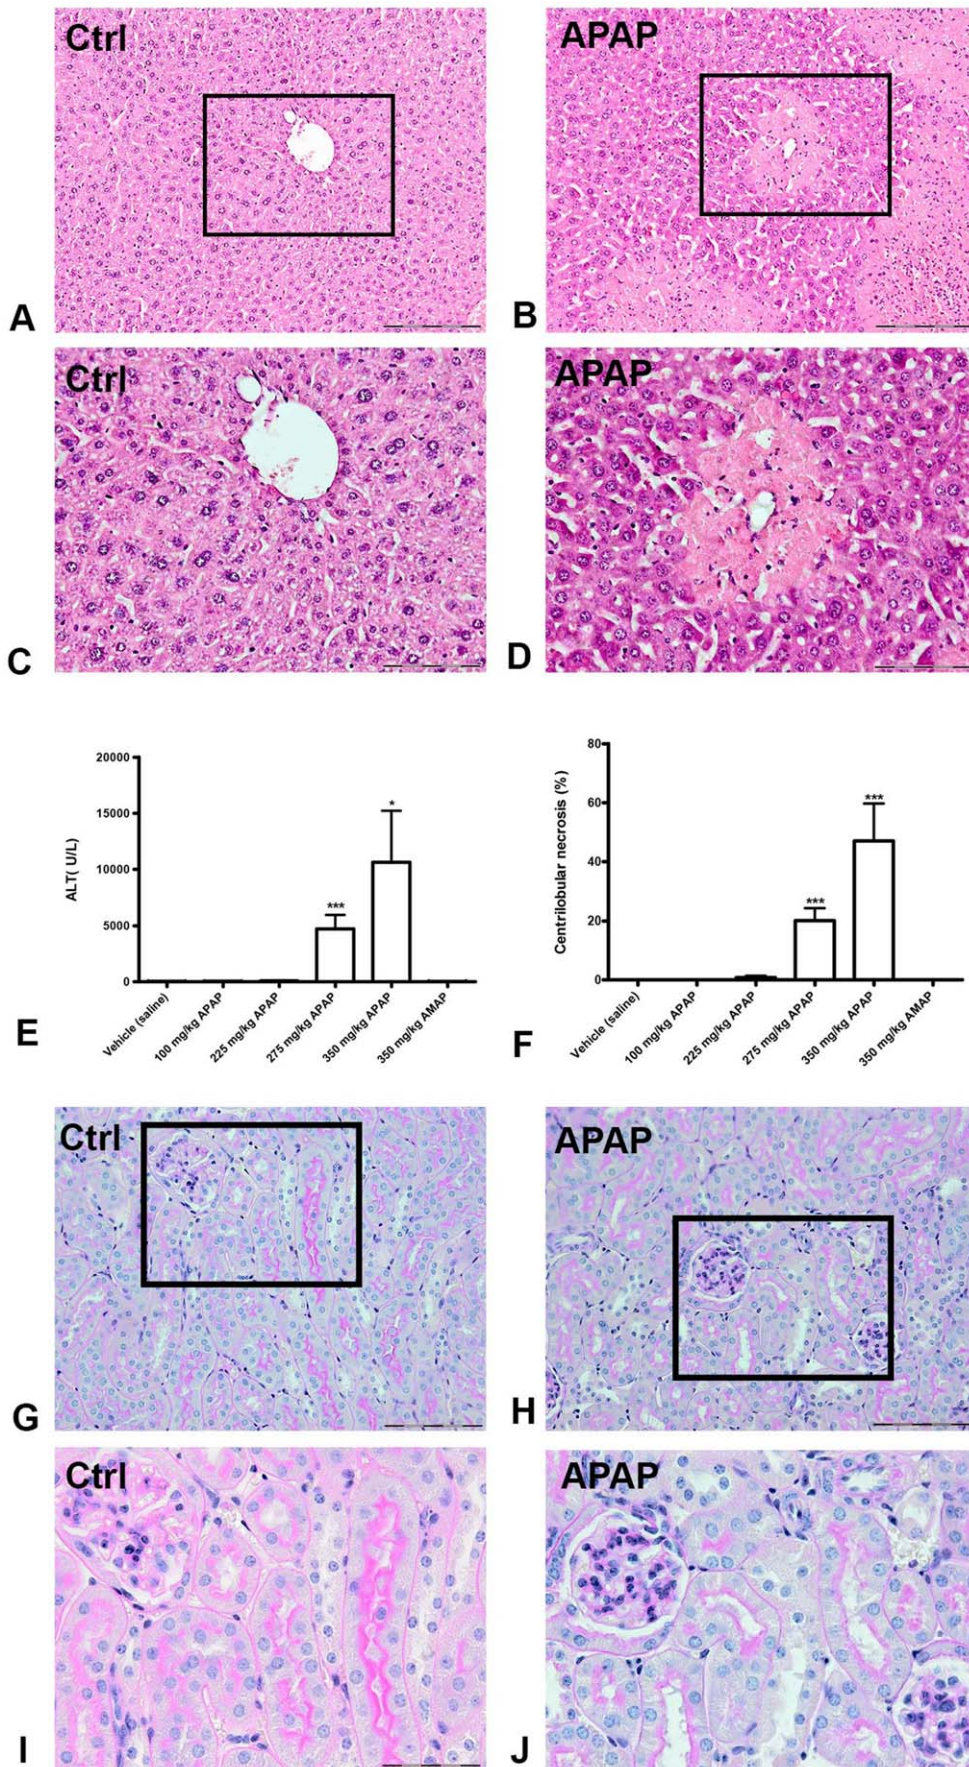 Ctrl
APAP
A
B
Ctrl
APAP
C
D
ALT( U/L)
20000
15000
10000
5000
0
***
*
Vehicle (saline)
100 mg/kg APAP
225 mg/kg APAP
275 mg/kg APAP
350 mg/kg APAP
350 mg/kg AMAP
E
Centrilobular necrosis (%)
80
60
40
20
0
***
***
Vehicle (saline)
100 mg/kg APAP
225 mg/kg APAP
275 mg/kg APAP
350 mg/kg APAP
350 mg/kg AMAP
F
Ctrl
APAP
G
H
Ctrl
APAP
I
J